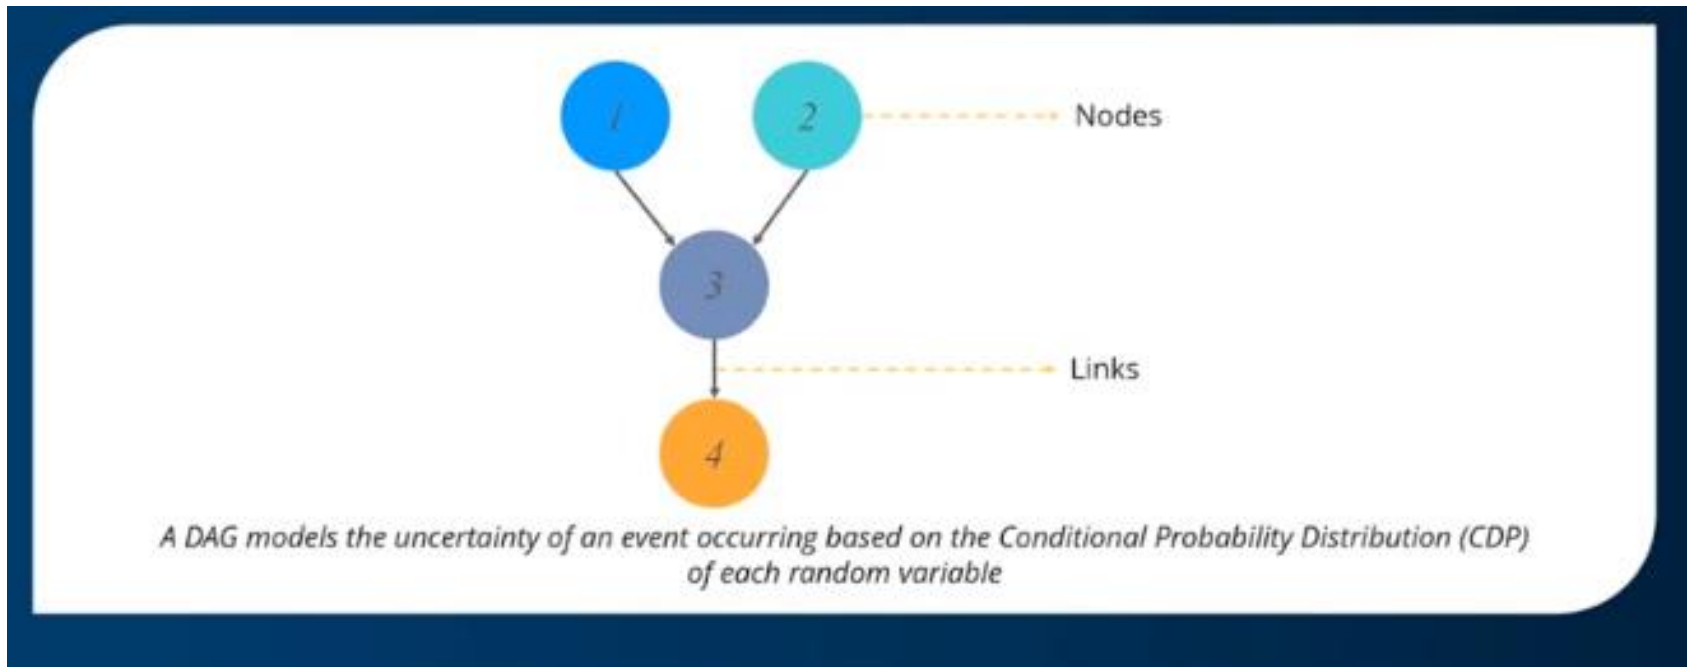 1
2
Nodes
3
Links
4
A DAG models the uncertainty of an event occurring based on the Conditional Probability Distribution (CDP)
of each random variable